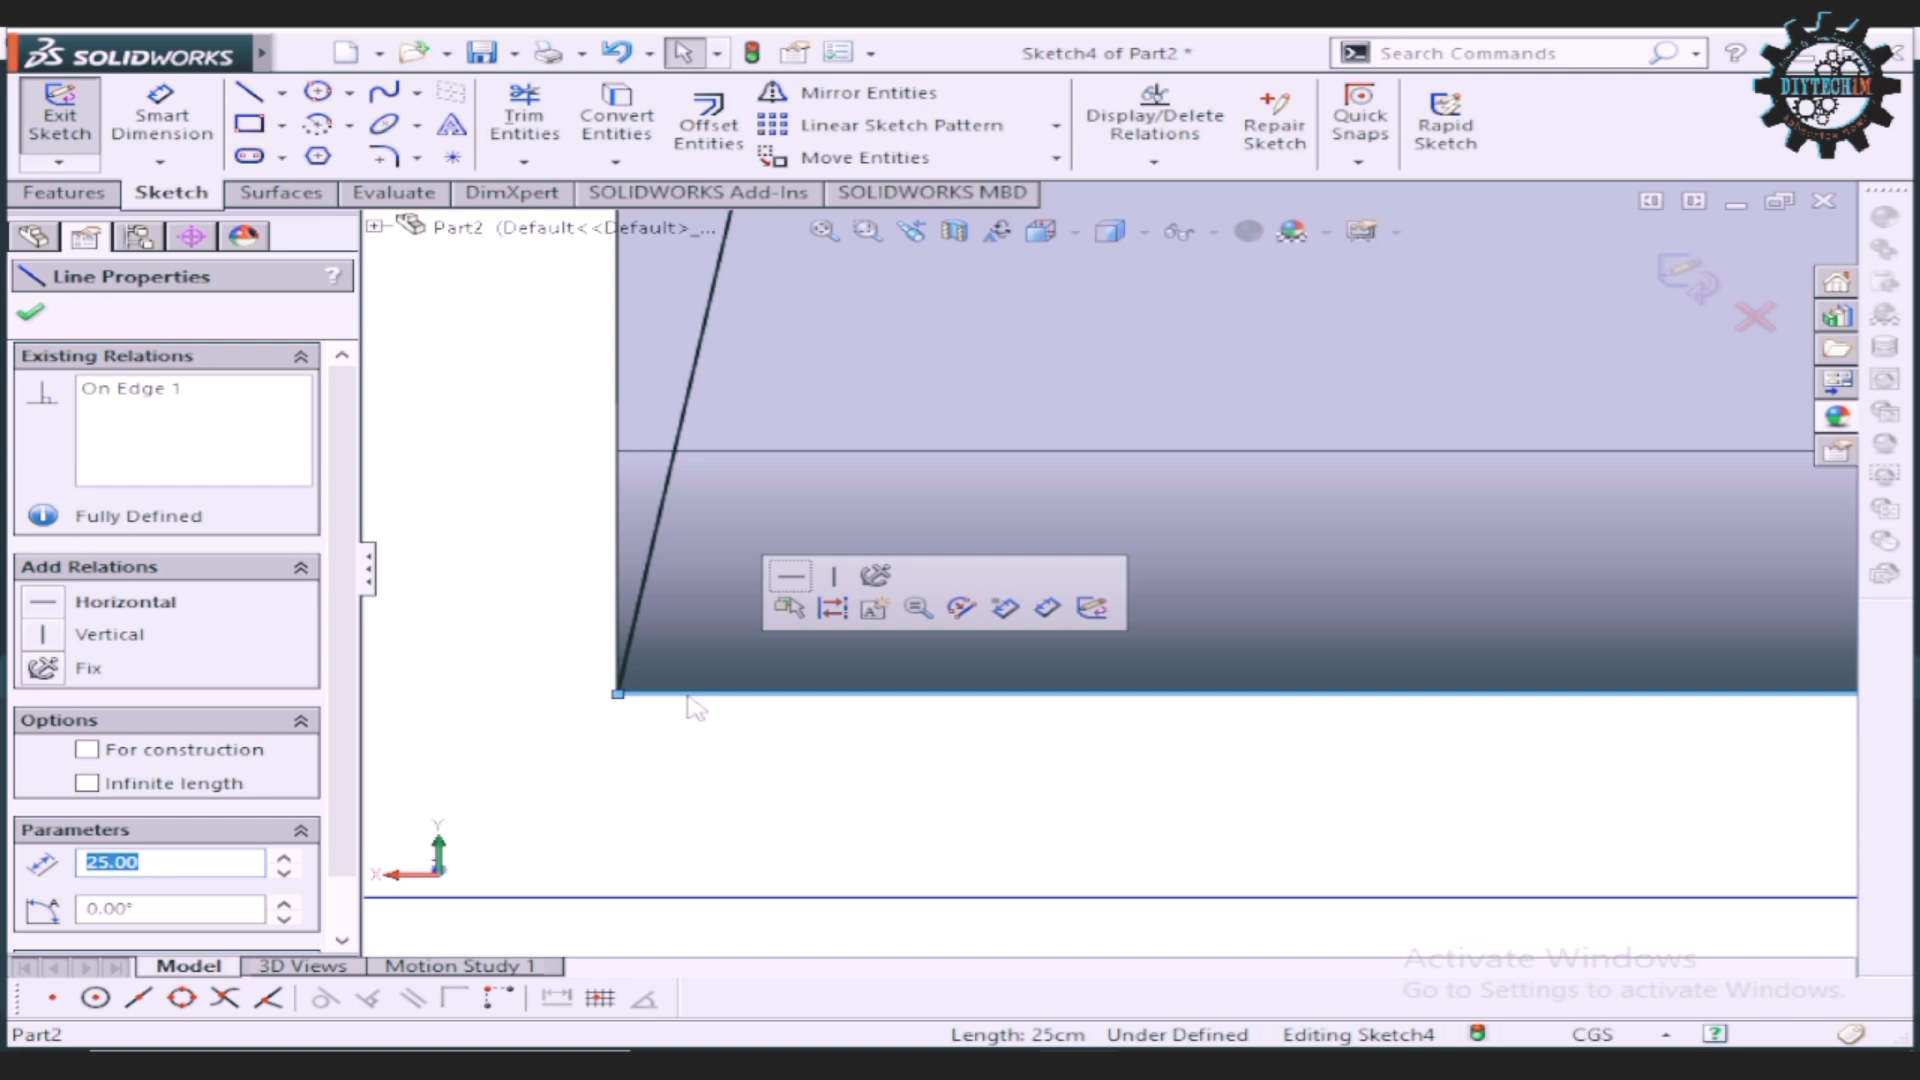 SOLIDWORKS
Sketch4 of Part2 *
Search Commands
DIYTECH1M
Exit Sketch
Smart Dimension
Trim Entities
Convert Entities
Offset Entities
Mirror Entities
Linear Sketch Pattern
Move Entities
Display/Delete Relations
Repair Sketch
Quick Snaps
Rapid Sketch
Features
Sketch
Surfaces
Evaluate
DimXpert
SOLIDWORKS Add-Ins
SOLIDWORKS MBD
Part2 (Default<<Default>_...
Line Properties
?
Existing Relations
On Edge 1
Fully Defined
Add Relations
Horizontal
Vertical
Fix
Options
For construction
Infinite length
Parameters
25.00
0.00°
Y
X
Model
3D Views
Motion Study 1
Activate Windows
Go to Settings to activate Windows.
Part2
Length: 25cm
Under Defined
Editing Sketch4
CGS